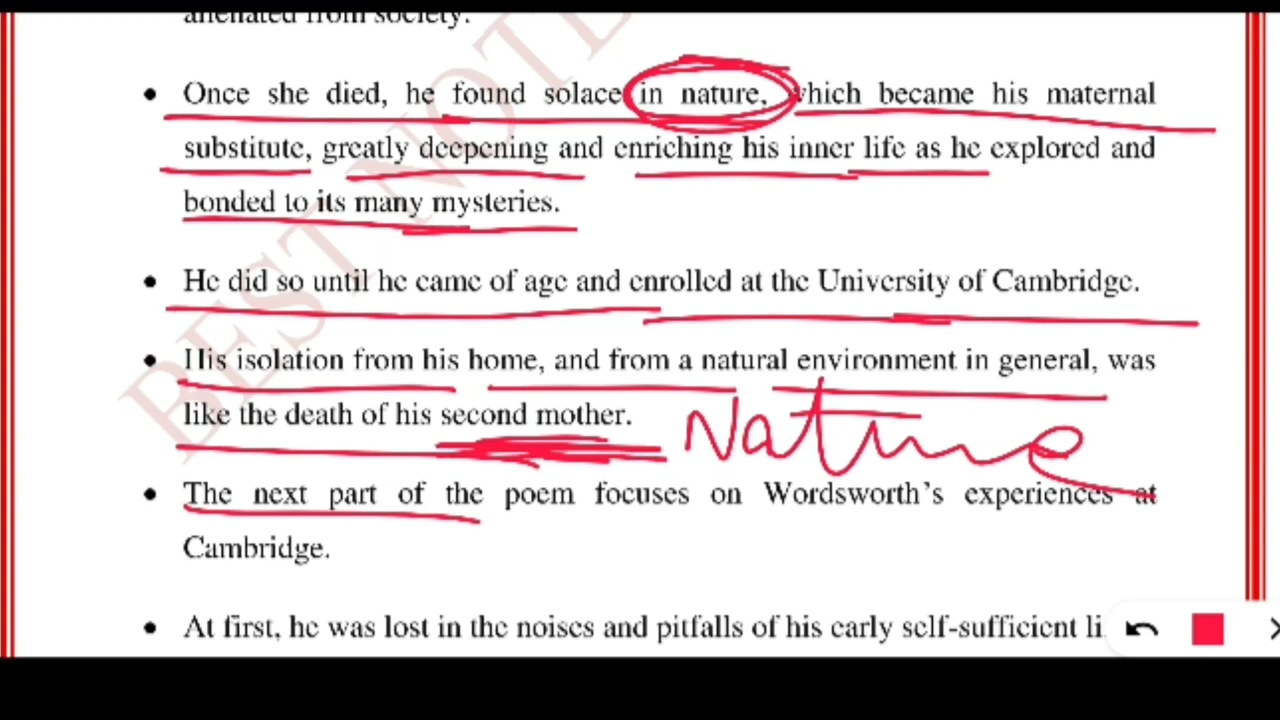 alienated from society.
• Once she died, he found solace in nature, which became his maternal
substitute, greatly deepening and enriching his inner life as he explored and
bonded to its many mysteries.
• He did so until he came of age and enrolled at the University of Cambridge.
• His isolation from his home, and from a natural environment in general, was
like the death of his second mother.
Nature
• The next part of the poem focuses on Wordsworth's experiences at
Cambridge.
• At first, he was lost in the noises and pitfalls of his early self-sufficient li
BEST NOTE